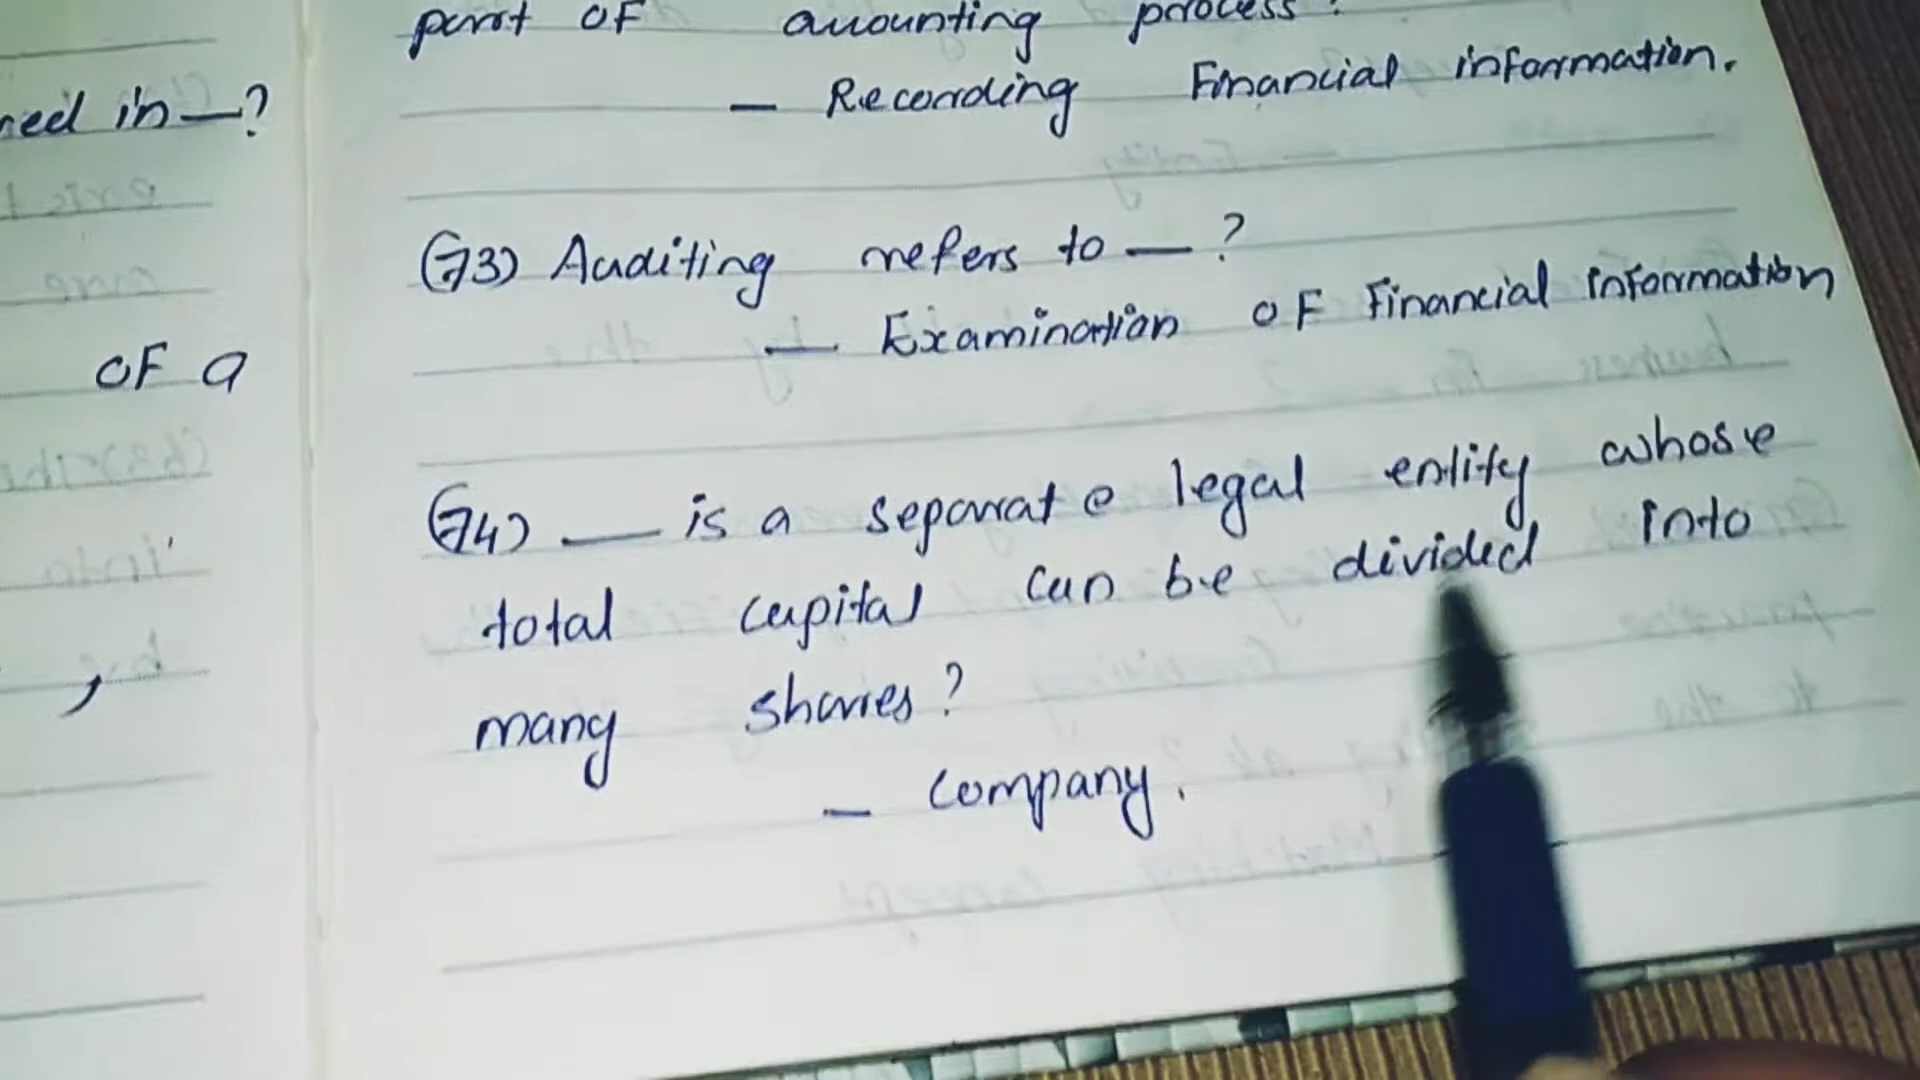 need in —?
of a
,
part of accounting process?
— Recording Financial information.
(73) Auditing refers to — ?
— Examination of Financial information
(74) — is a separate legal entity whose
total capital can be divided into
many shares?
— company.